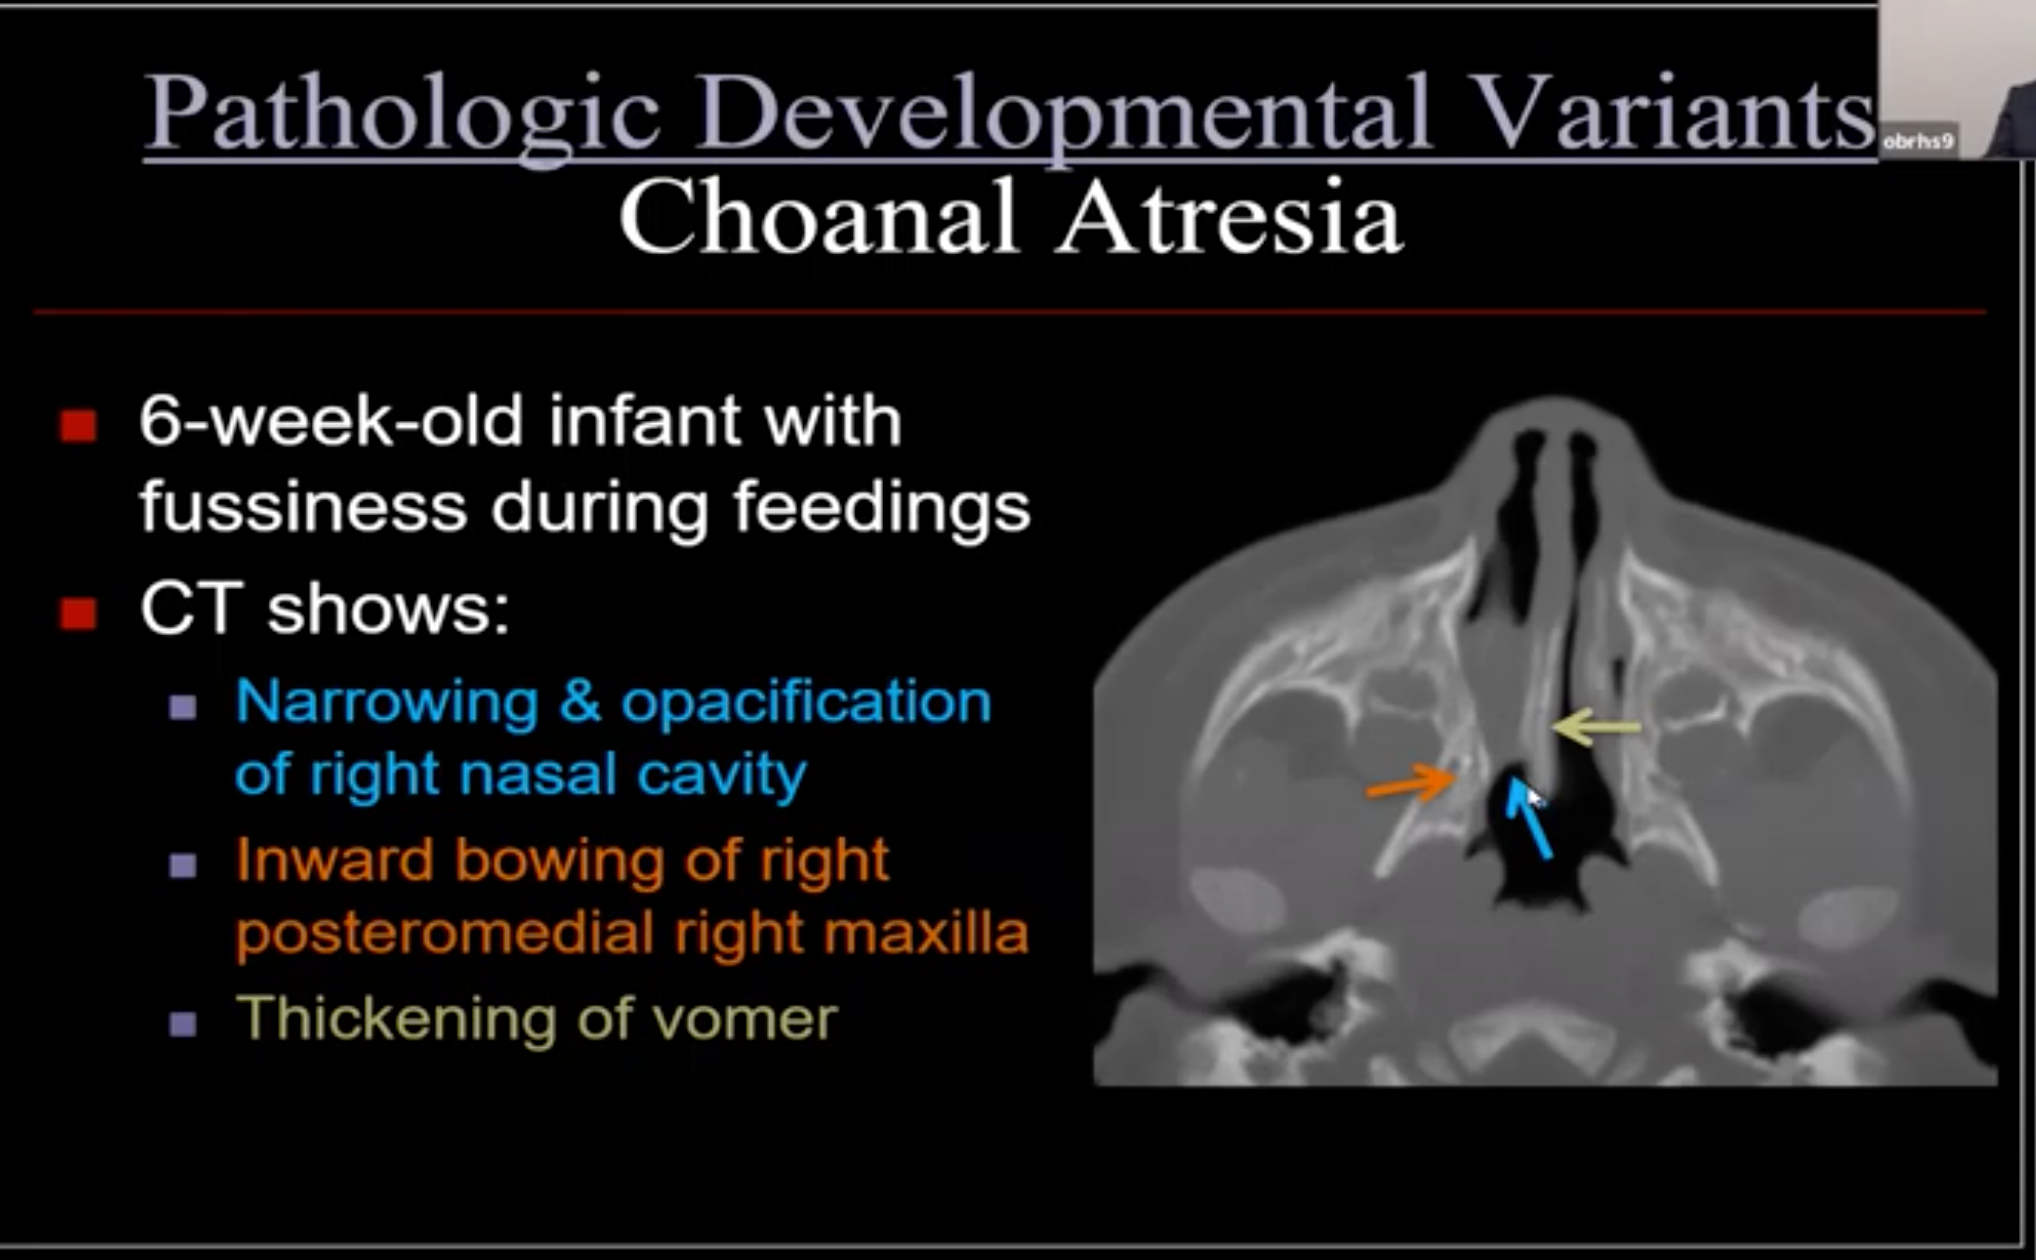 Pathologic Developmental Variants
obrhs9
Choanal Atresia
6-week-old infant with
fussiness during feedings
CT shows:
Narrowing & opacification
of right nasal cavity
Inward bowing of right
posteromedial right maxilla
Thickening of vomer